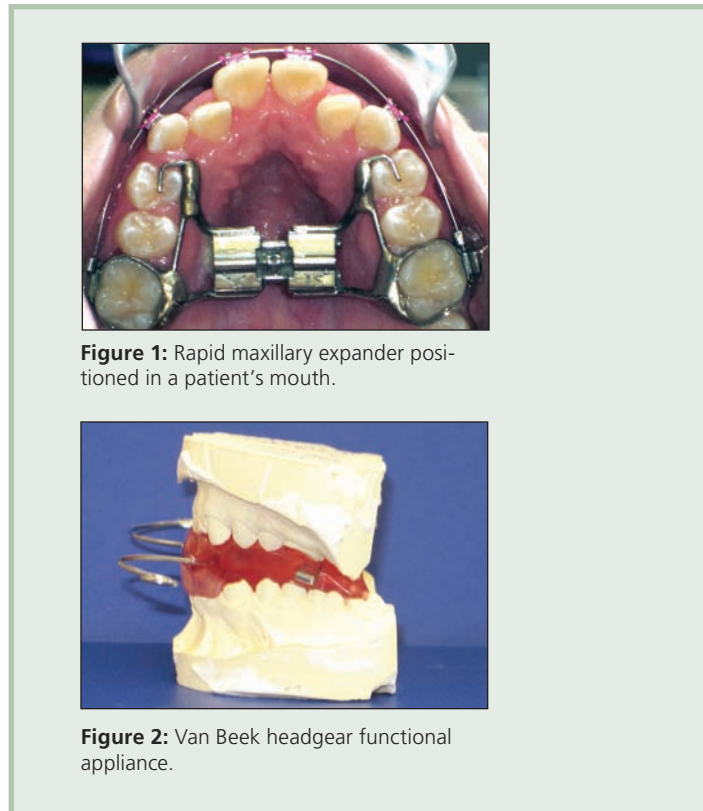 Figure 1: Rapid maxillary expander posi-
tioned in a patient's mouth.
Figure 2: Van Beek headgear functional
appliance.